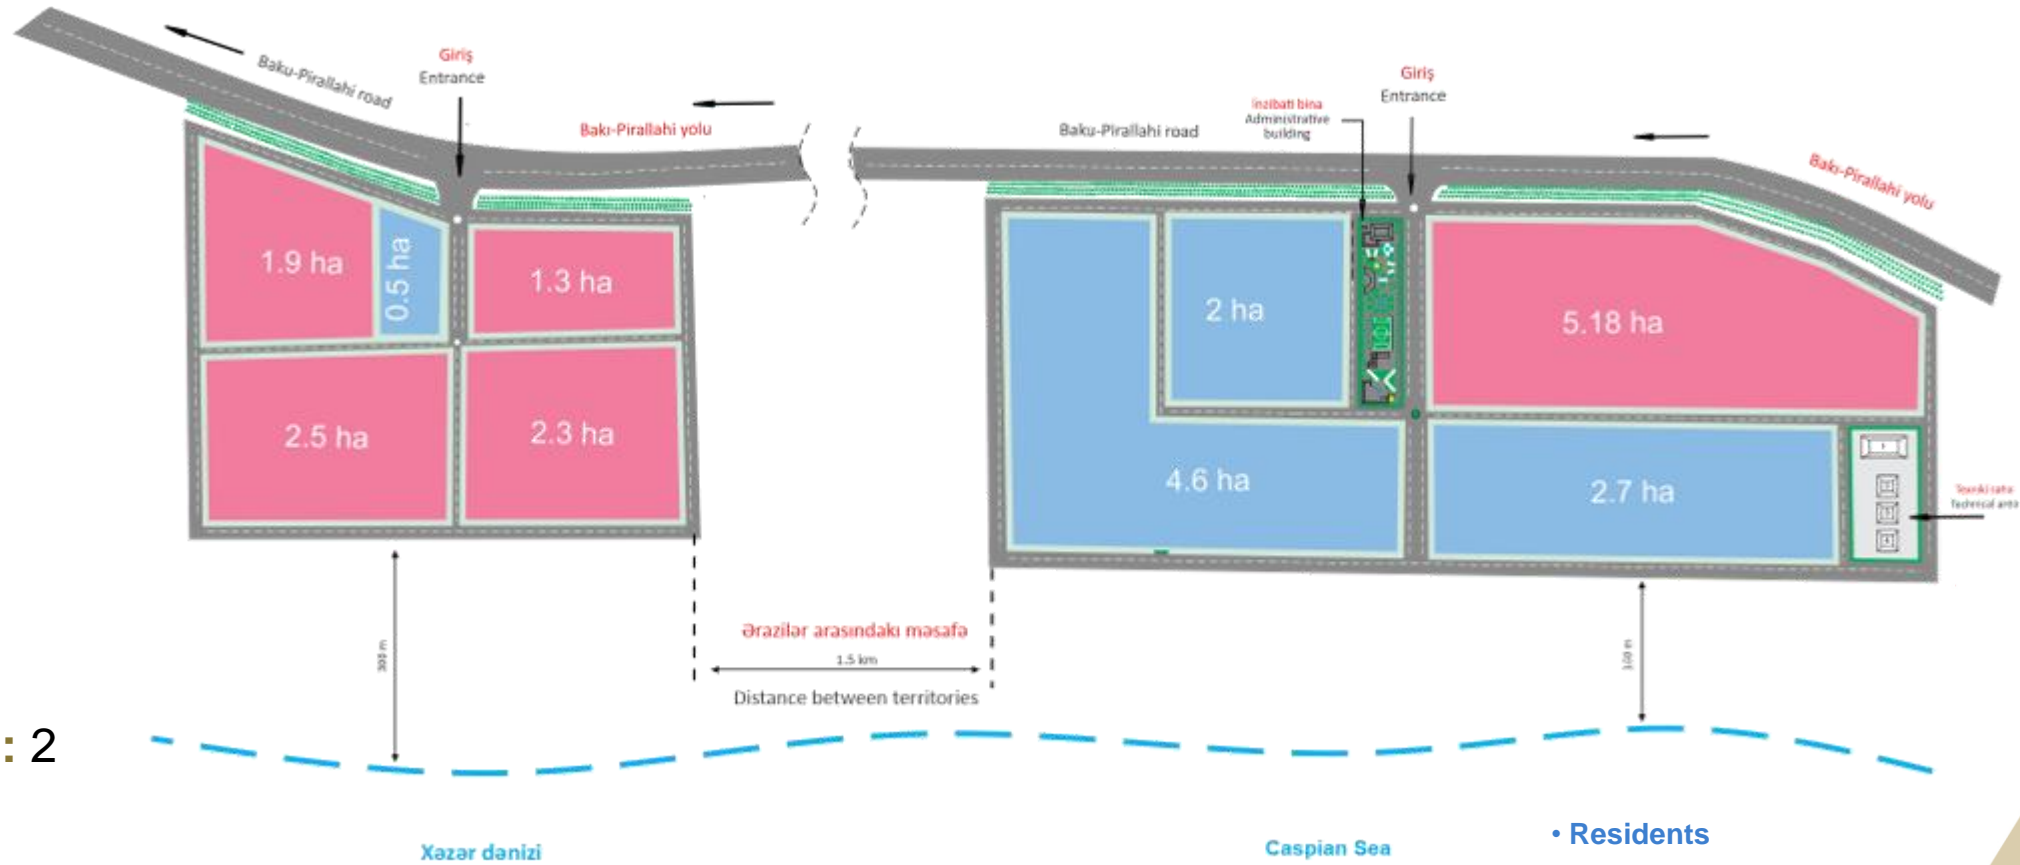 Giriş
Entrance
Baku-Pirallahi road
Bakı-Pirallahi yolu
Giriş
Entrance
İnzibati bina
Administrative
building
Baku-Pirallahi road
Bakı-Pirallahi yolu
1.9 ha
0.5 ha
1.3 ha
2.5 ha
2.3 ha
2 ha
5.18 ha
4.6 ha
2.7 ha
Technical
300 m
Ərazilər arasındakı məsafə
1.5 km
Distance between territories
: 2
Xəzər dənizi
Caspian Sea
• Residents